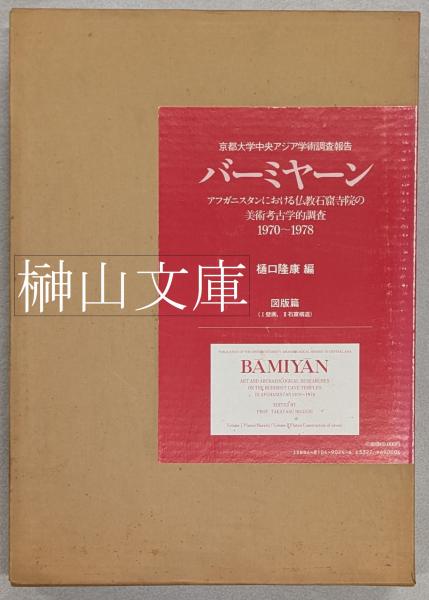 京都大学中央アジア学術調査報告
バーミヤーン
アフガニスタンにおける仏教石窟寺院の
美術考古学的調査
1970〜1978
樋口隆康 編
榊山文庫
図版篇
(Ⅰ壁画, Ⅱ石窟構造)
BAMIYAN
ART AND ARCHAEOLOGICAL RESEARCHES
ON THE BUDDHIST CAVE TEMPLES
IN AFGHANISTAN 1970–1978
EDITED BY
PROF. TAKAYASU HIGUCHI